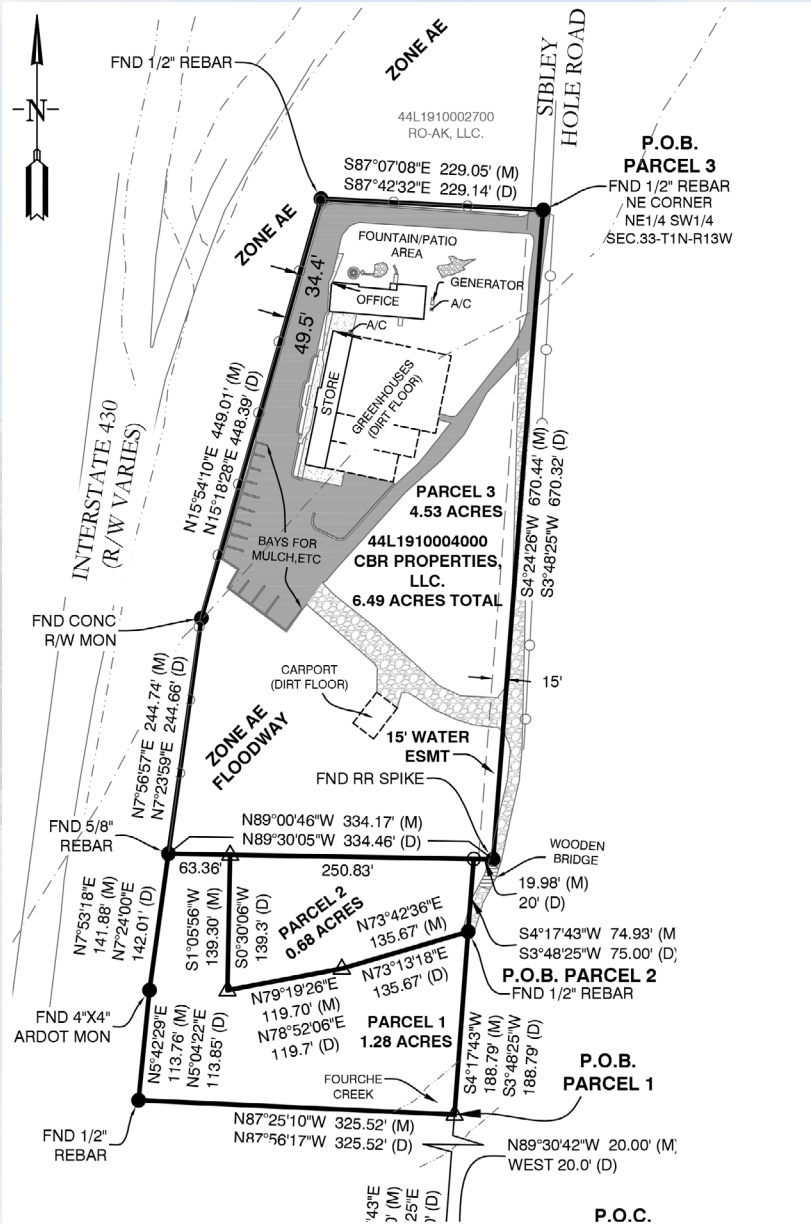 FND 1/2" REBAR
ZONE AE
SIBLEY
HOLE ROAD
-N-
44L1910002700
RO-AK, LLC.
S87°07'08"E 229.05' (M)
S87°42'32"E 229.14' (D)
P.O.B.
PARCEL 3
FND 1/2" REBAR
NE CORNER
NE1/4 SW1/4
SEC.33-T1N-R13W
ZONE AE
FOUNTAIN/PATIO
AREA
34.4'
GENERATOR
OFFICE
A/C
49.5'
A/C
STORE
GREENHOUSES
(DIRT FLOOR)
N15°54'10"E 449.01' (M)
N15°18'28"E 448.39' (D)
INTERSTATE 430
(R/W VARIES)
S4°24'26"W 670.44' (M)
S3°48'25"W 670.32' (D)
PARCEL 3
4.53 ACRES
44L1910004000
CBR PROPERTIES,
LLC.
6.49 ACRES TOTAL
BAYS FOR
MULCH,ETC
FND CONC
R/W MON
CARPORT
(DIRT FLOOR)
15'
N7°56'57"E 244.74' (M)
N7°23'59"E 244.66' (D)
ZONE AE
FLOODWAY
15' WATER
ESMT
FND RR SPIKE
FND 5/8"
REBAR
N89°00'46"W 334.17' (M)
N89°30'05"W 334.46' (D)
WOODEN
BRIDGE
63.36'
250.83'
19.98' (M)
20' (D)
N7°53'18"E
141.88' (M)
N7°24'00"E
142.01' (D)
S1°05'56"W
139.30' (M)
S0°30'06"W
139.3' (D)
PARCEL 2
0.68 ACRES
N73°42'36"E
135.67' (M)
N73°13'18"E
135.67' (D)
S4°17'43"W 74.93' (M)
S3°48'25"W 75.00' (D)
P.O.B. PARCEL 2
FND 1/2" REBAR
FND 4"X4"
ARDOT MON
N79°19'26"E
119.70' (M)
N78°52'06"E
119.7' (D)
PARCEL 1
1.28 ACRES
N5°42'29"E
113.76' (M)
N5°04'22"E
113.85' (D)
S4°17'43"W
188.79' (M)
S3°48'25"W
188.79' (D)
P.O.B.
PARCEL 1
FOURCHE
CREEK
N87°25'10"W 325.52' (M)
N87°56'17"W 325.52' (D)
FND 1/2"
REBAR
N89°30'42"W 20.00' (M)
WEST 20.0' (D)
'43"E
' (M)
25"E
' (D)
P.O.C.